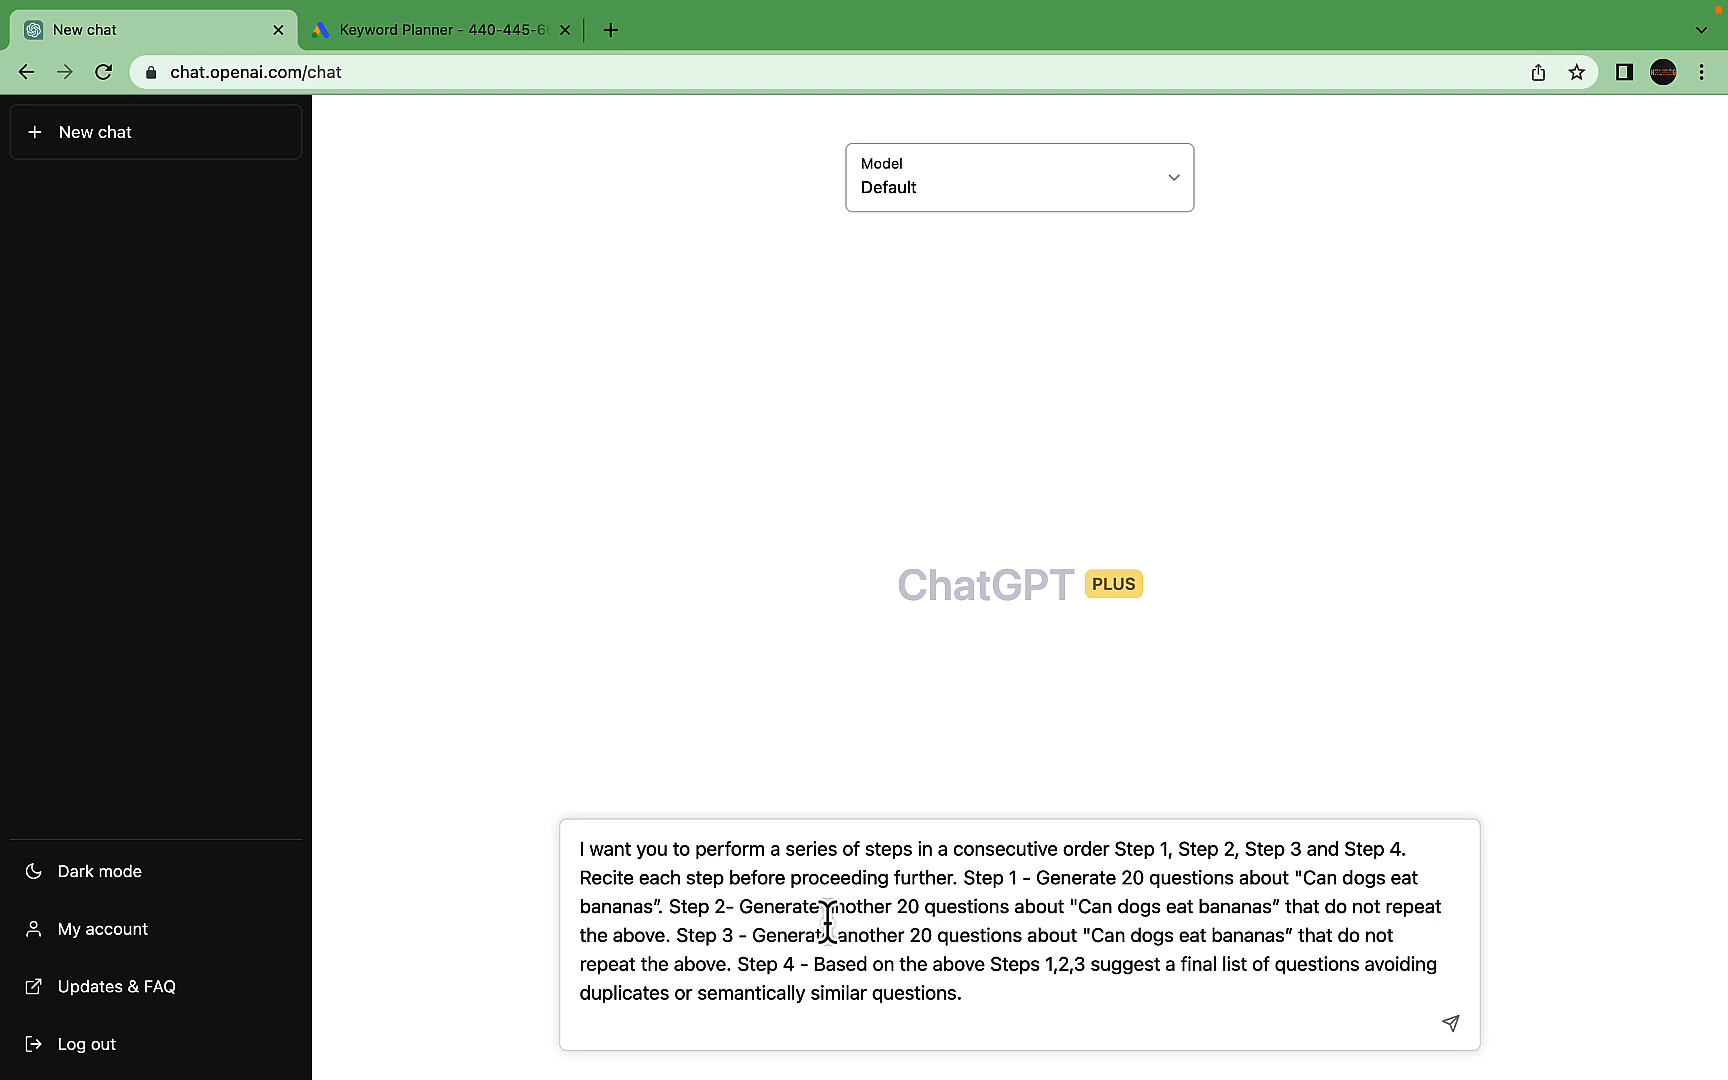 New chat
Keyword Planner - 440-445-6
chat.openai.com/chat
New chat
Model
Default
ChatGPT PLUS
I want you to perform a series of steps in a consecutive order Step 1, Step 2, Step 3 and Step 4.
Recite each step before proceeding further. Step 1 - Generate 20 questions about "Can dogs eat
bananas”. Step 2- Generate another 20 questions about "Can dogs eat bananas” that do not repeat
the above. Step 3 - Generate another 20 questions about "Can dogs eat bananas” that do not
repeat the above. Step 4 - Based on the above Steps 1,2,3 suggest a final list of questions avoiding
duplicates or semantically similar questions.
Dark mode
My account
Updates & FAQ
Log out